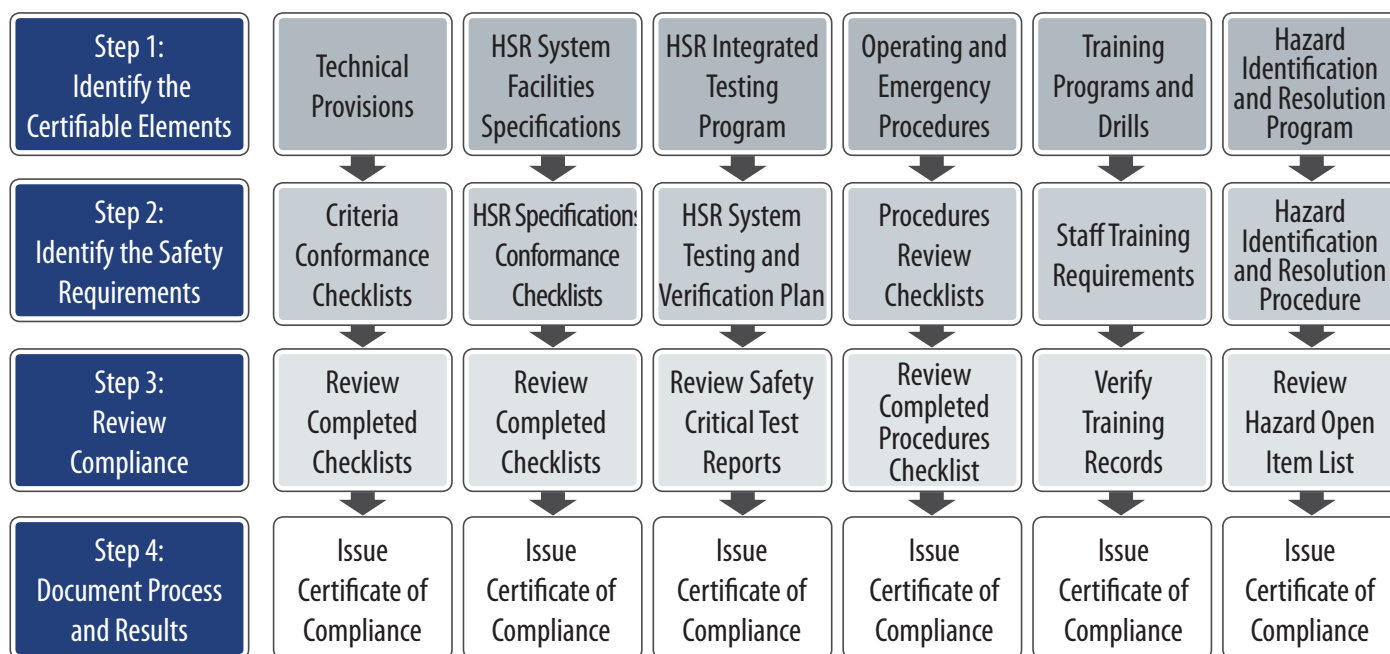 Step 1:
Identify the
Certifiable Elements
Technical
Provisions
HSR System
Facilities
Specifications
HSR Integrated
Testing
Program
Operating and
Emergency
Procedures
Training
Programs and
Drills
Hazard
Identification
and Resolution
Program
Step 2:
Identify the Safety
Requirements
Criteria
Conformance
Checklists
HSR Specifications
Conformance
Checklists
HSR System
Testing and
Verification Plan
Procedures
Review
Checklists
Staff Training
Requirements
Hazard
Identification
and Resolution
Procedure
Step 3:
Review
Compliance
Review
Completed
Checklists
Review
Completed
Checklists
Review Safety
Critical Test
Reports
Review
Completed
Procedures
Checklist
Verify
Training
Records
Review
Hazard Open
Item List
Step 4:
Document Process
and Results
Issue
Certificate of
Compliance
Issue
Certificate of
Compliance
Issue
Certificate of
Compliance
Issue
Certificate of
Compliance
Issue
Certificate of
Compliance
Issue
Certificate of
Compliance